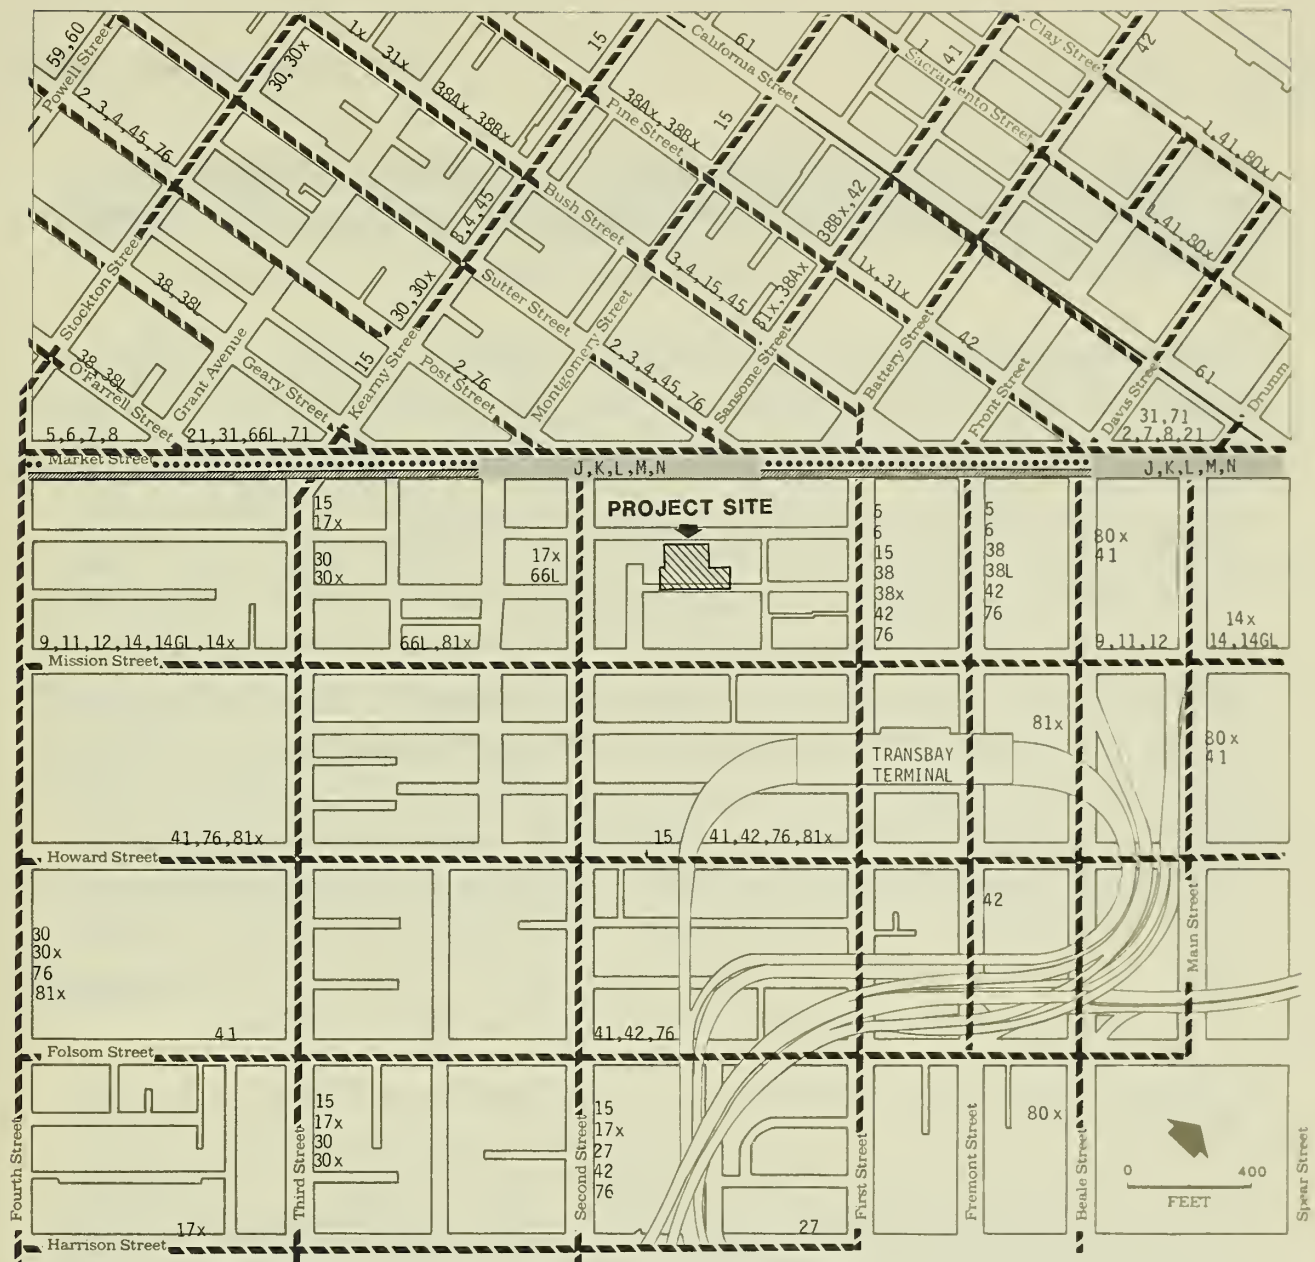 59,60
Powell Street
2,3,4,45,76
30,30x
1x
31x
38Ax,38Bx
15
38Ax,38Bx
Pine Street
15
California Street
61
1
41
Sacramento Street
Clay Street
42
1,41,80x
1,41,80x
Stockton Street
38,38L
38,38L
O'Farrell Street
Grant Avenue
Geary Street
15
Kearny Street
30,30x
Bush Street
Sutter Street
Post Street
2,76
Montgomery Street
3,4,15,45
2,3,4,45,76
Sansome Street
31x,38Ax
38Bx,42
1x,31x
Battery Street
42
Front Street
Davis Street
61
Drumm
5,6,7,8
21,31,66L,71
31,71
2,7,8,21
Market Street
J,K,L,M,N
J,K,L,M,N
PROJECT SITE
15
17x
30
30x
17x
66L
5
6
15
38
38x
42
76
5
6
38
38L
42
76
80x
41
14x
9,11,12,14,14GL,14x
66L,81x
9,11,12
14,14GL
Mission Street
81x
80x
41
TRANSBAY
TERMINAL
41,76,81x
15
41,42,76,81x
Howard Street
42
Main Street
30
30x
76
81x
41
41,42,76
Folsom Street
15
17x
30
30x
15
17x
27
42
76
80x
Fourth Street
Third Street
Second Street
First Street
Fremont Street
Beale Street
Spear Street
0
400
FEET
17x
27
Harrison Street